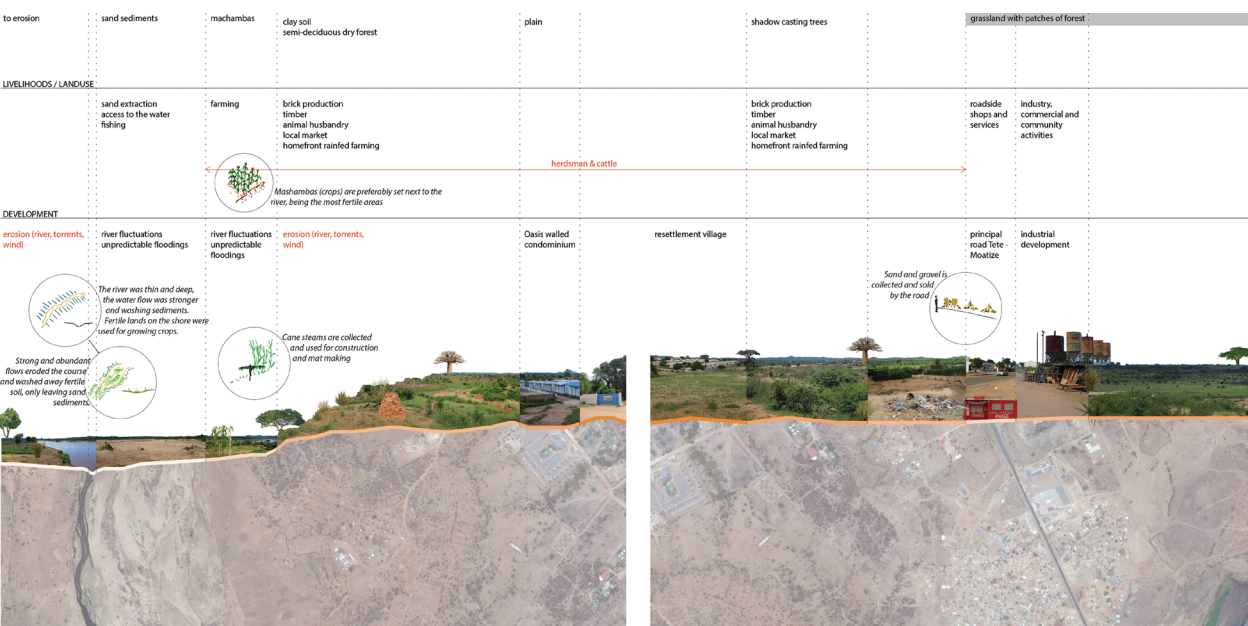 to erosion
sand sediments
machambas
clay soil
semi-deciduous dry forest
plain
shadow casting trees
grassland with patches of forest
LIVELIHOODS / LANDUSE
sand extraction
access to the water
fishing
farming
brick production
timber
animal husbandry
local market
homefront rainfed farming
brick production
timber
animal husbandry
local market
homefront rainfed farming
roadside
shops and
services
industry,
commercial and
community
activities
herdsman & cattle
Mashambas (crops) are preferably set next to the
river, being the most fertile areas
DEVELOPMENT
erosion (river, torrents,
wind)
river fluctuations
unpredictable floodings
river fluctuations
unpredictable
floodings
erosion (river, torrents,
wind)
Oasis walled
condominium
resettlement village
principal
road Tete -
Moatize
industrial
development
The river was thin and deep,
the water flow was stronger
and washing sediments.
Fertile lands on the shore were
used for growing crops.
Strong and abundant
flows eroded the course
and washed away fertile
soil, only leaving sand
sediments.
Cane steams are collected
and used for construction
and mat making
Sand and gravel is
collected and sold
by the road